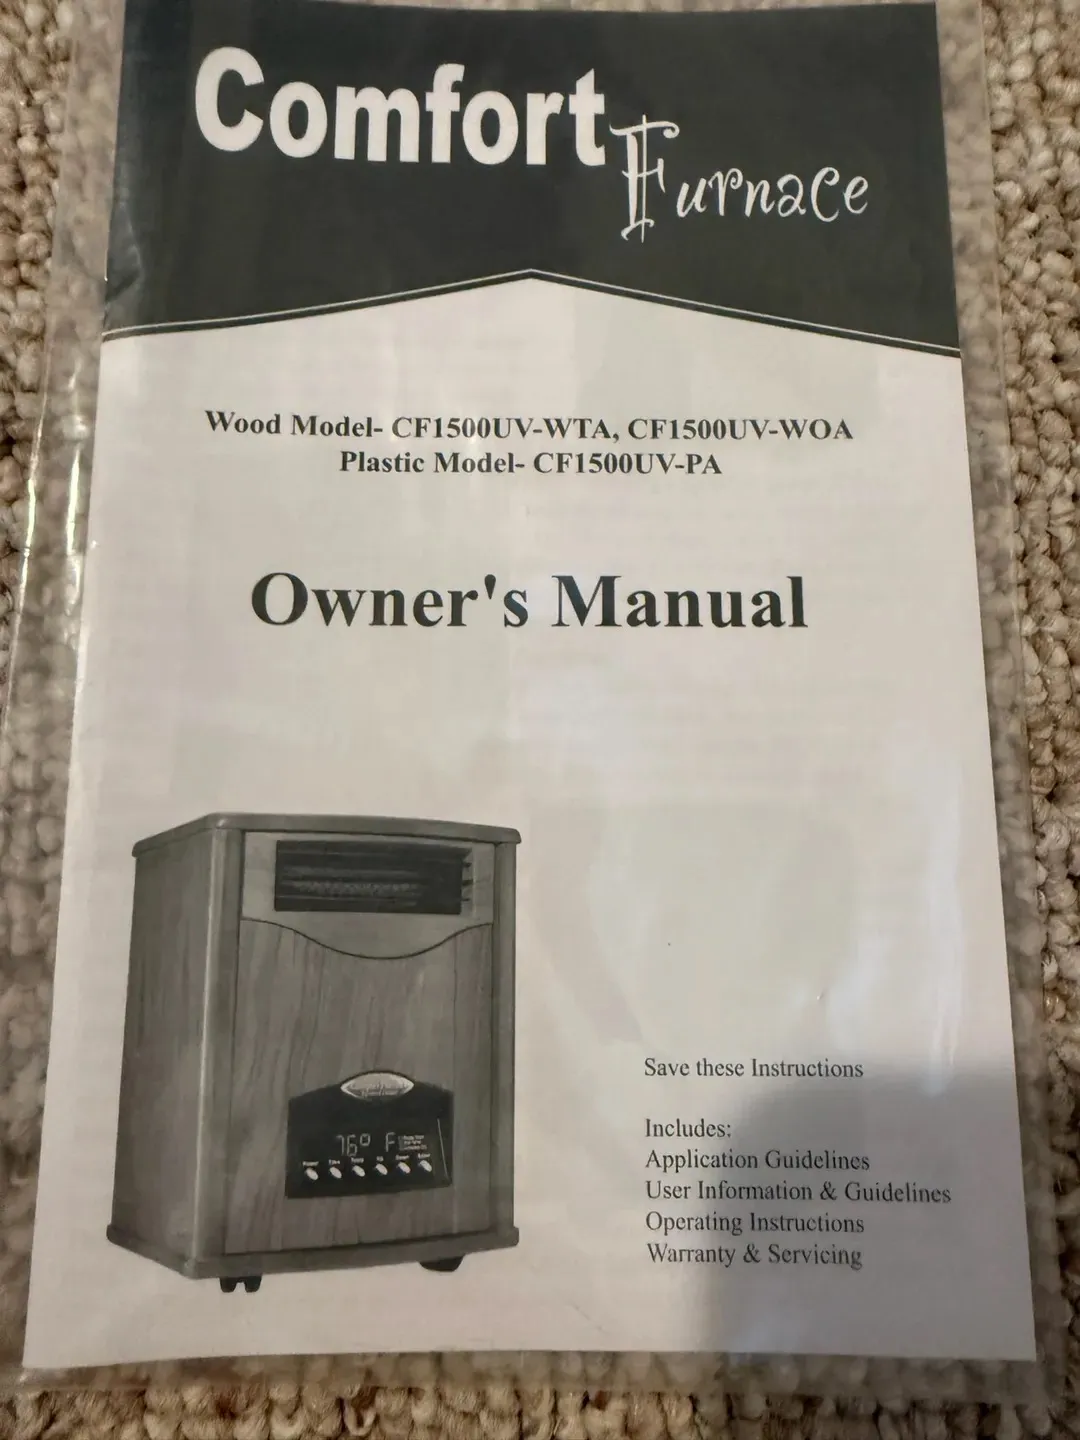 Comfort
Furnace
Wood Model- CF1500UV-WTA, CF1500UV-WOA
Plastic Model- CF1500UV-PA
Owner's Manual
76° F
Power
Save these Instructions
Includes:
Application Guidelines
User Information & Guidelines
Operating Instructions
Warranty & Servicing